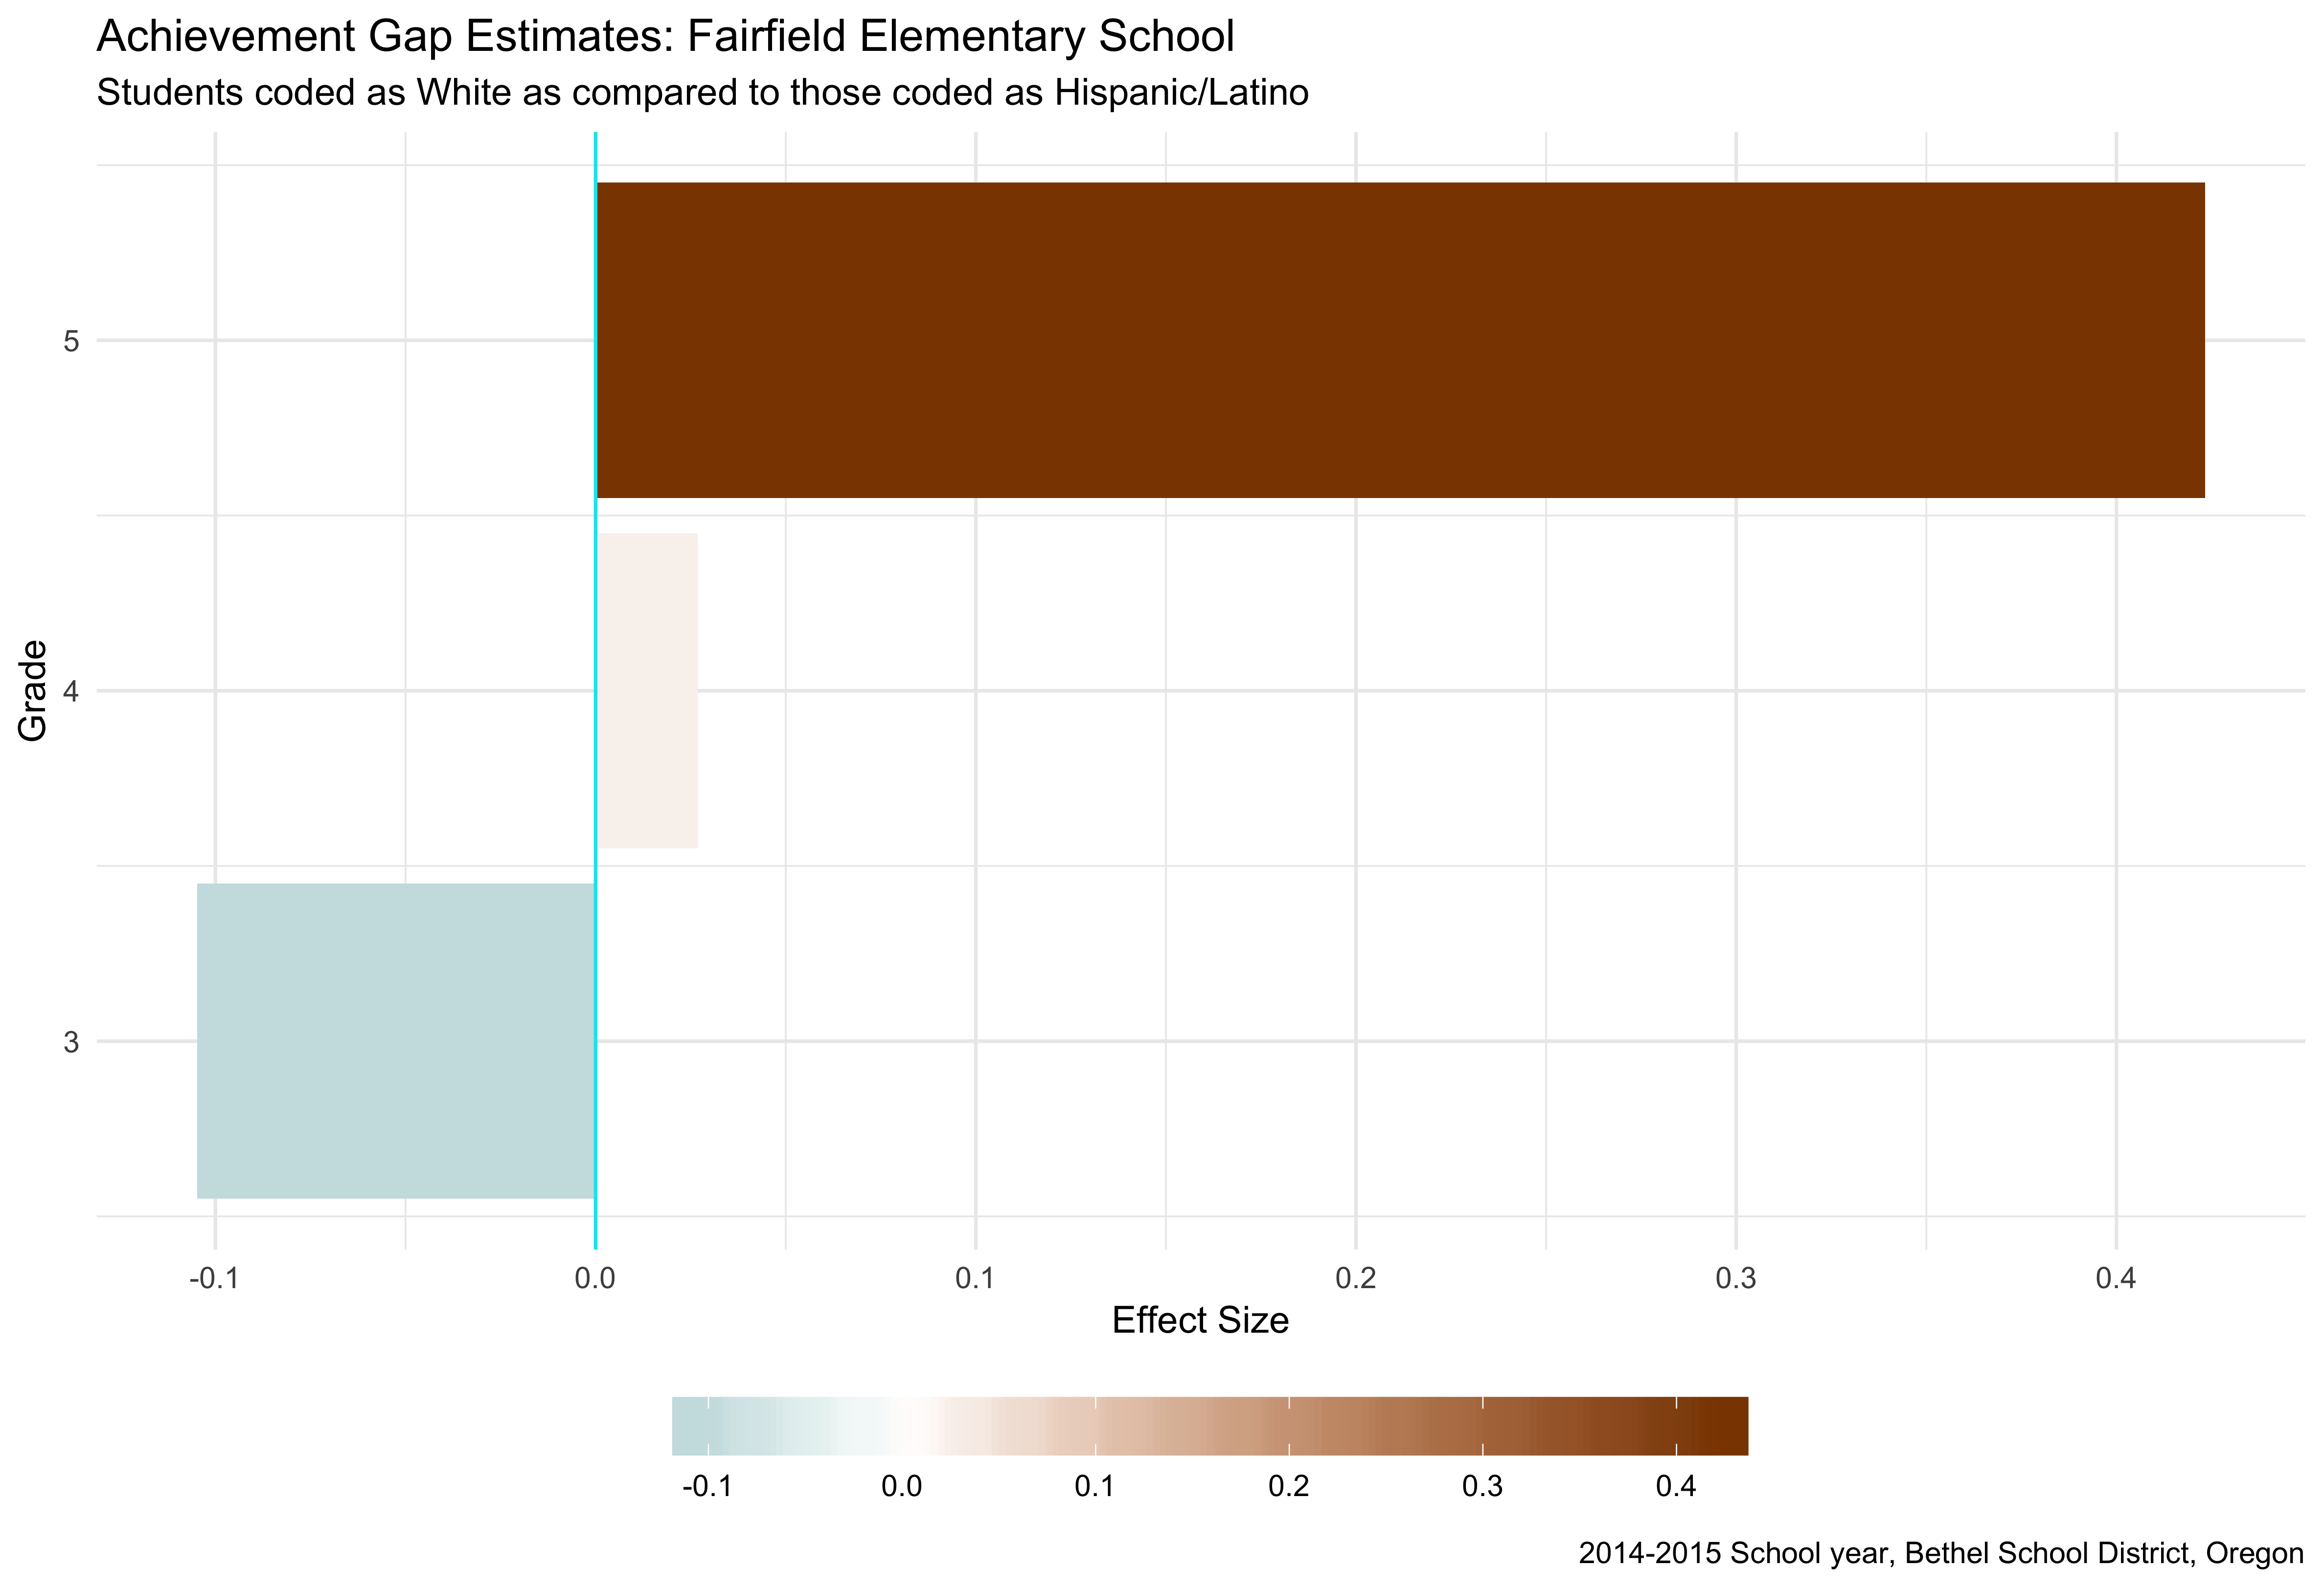 Achievement Gap Estimates: Fairfield Elementary School
Students coded as White as compared to those coded as Hispanic/Latino
Grade
5
4
3
-0.1 0.0 0.1 0.2 0.3 0.4
Effect Size
-0.1 0.0 0.1 0.2 0.3 0.4
2014-2015 School year, Bethel School District, Oregon